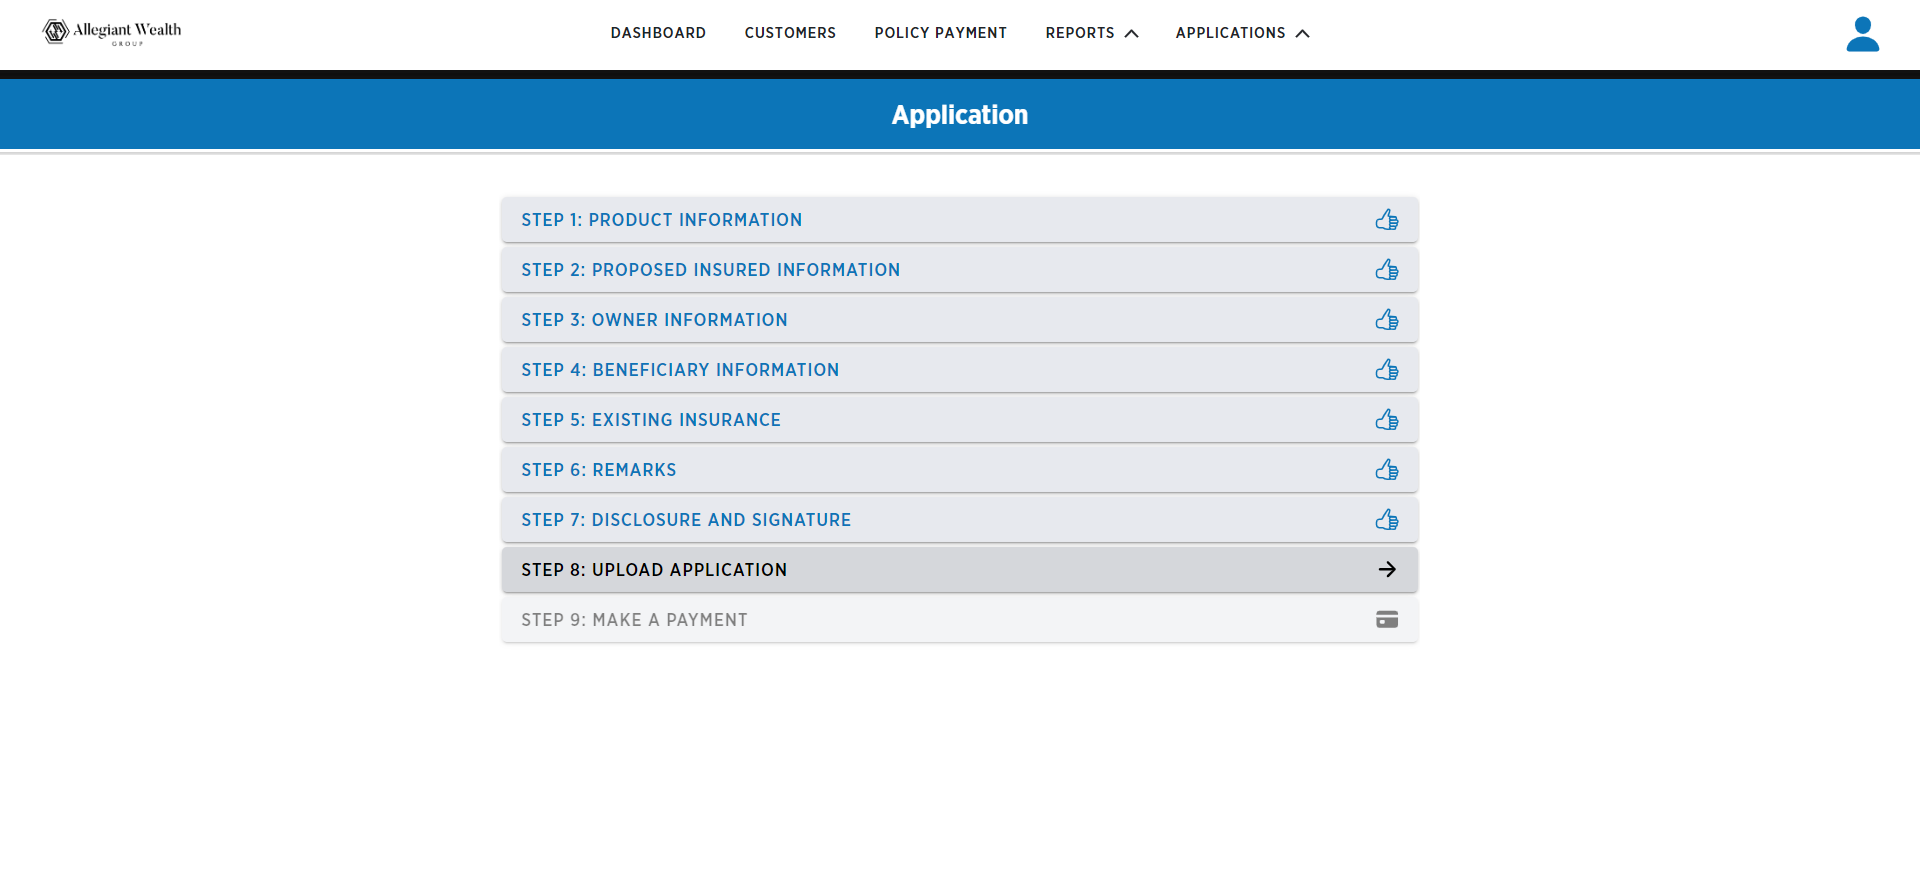 Allegiant Wealth
GROUP
DASHBOARD
CUSTOMERS
POLICY PAYMENT
REPORTS
APPLICATIONS
Application
STEP 1: PRODUCT INFORMATION
STEP 2: PROPOSED INSURED INFORMATION
STEP 3: OWNER INFORMATION
STEP 4: BENEFICIARY INFORMATION
STEP 5: EXISTING INSURANCE
STEP 6: REMARKS
STEP 7: DISCLOSURE AND SIGNATURE
STEP 8: UPLOAD APPLICATION
STEP 9: MAKE A PAYMENT